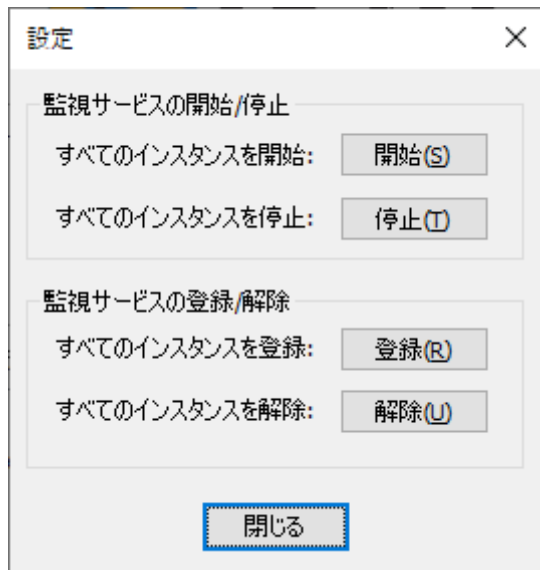 設定
監視サービスの開始/停止
すべてのインスタンスを開始: 開始(S)
すべてのインスタンスを停止: 停止(T)
監視サービスの登録/解除
すべてのインスタンスを登録: 登録(R)
すべてのインスタンスを解除: 解除(U)
閉じる